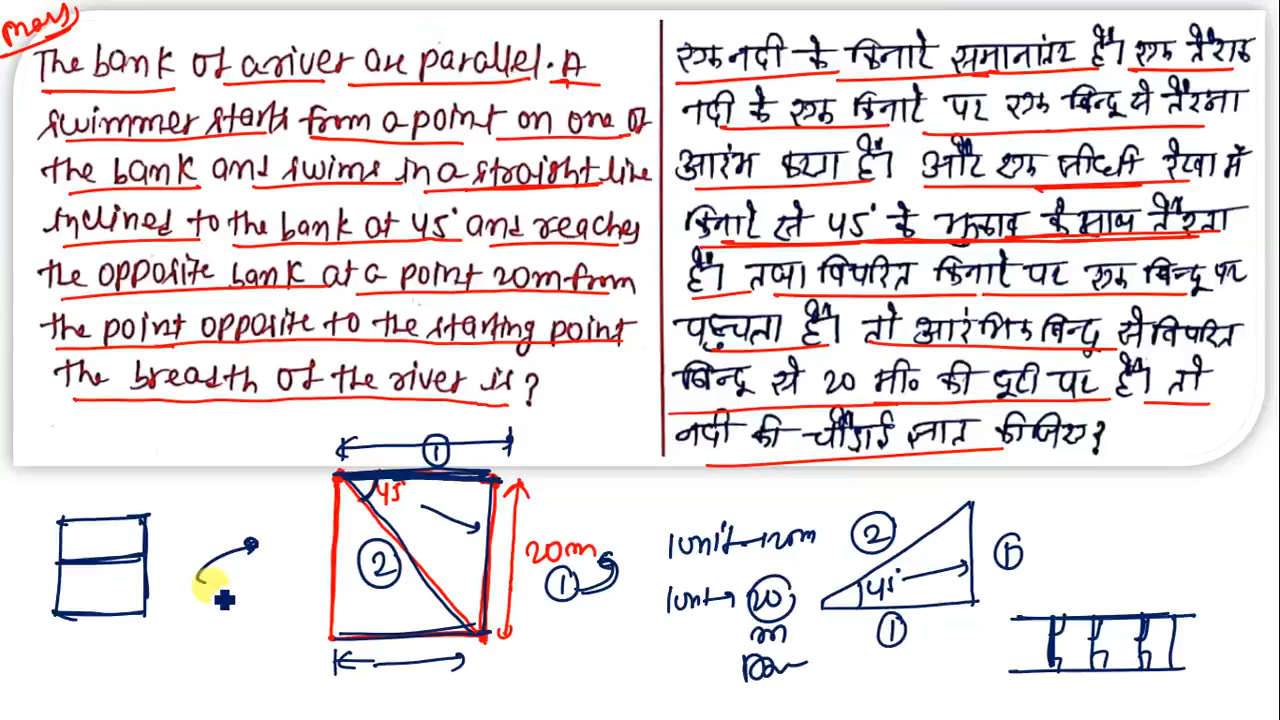 The bank of a river are parallel. A
swimmer starts from a point on one of
the bank and swims in a straight line
inclined to the bank at 45° and reaches
the opposite bank at a point 20m from
the point opposite to the starting point
the breadth of the river is?
एक नदी के किनारे समानांतर हैं। एक तैराक
नदी के एक किनारे पर एक बिन्दु से तैरना
आरंभ करता हैं। और एक सीधी रेखा में
किनारे से 45° के झुकाव के साथ तैरता
हैं। तथा विपरित किनारे पर एक बिन्दु पर
पहुचता हैं। तो आरंभिक बिन्दु से विपरित
बिन्दु से 20 मी० की दूरी पर हैं। तो
नदी की चौड़ाई ज्ञात कीजिए?
1
45°
2
20m
1
1unit→20m
1unit→20
m
2
45°
1
1